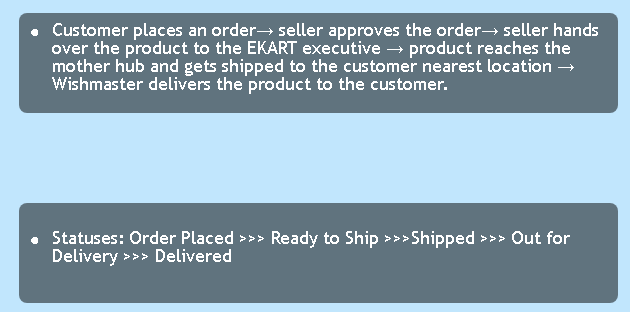 ● Customer places an order→ seller approves the order→ seller hands
over the product to the EKART executive → product reaches the
mother hub and gets shipped to the customer nearest location →
Wishmaster delivers the product to the customer.
● Statuses: Order Placed >>> Ready to Ship >>>Shipped >>> Out for
Delivery >>> Delivered